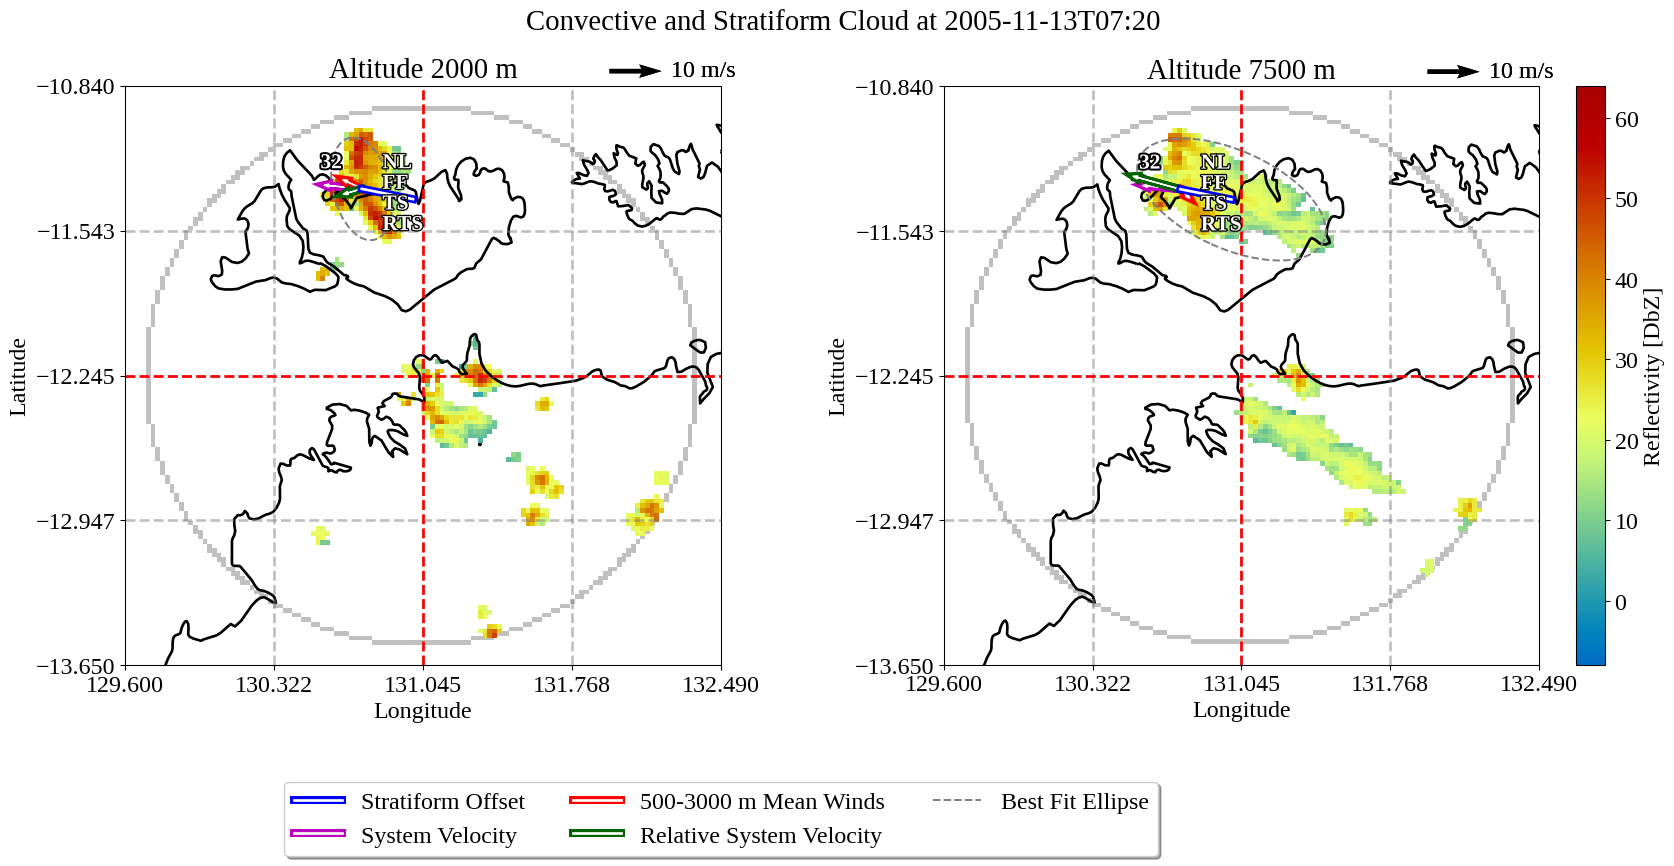 Convective and Stratiform Cloud at 2005-11-13T07:20
Altitude 2000 m
10 m/s
−10.840
−11.543
−12.245
−12.947
−13.650
Latitude
32
NL
FF
TS
RTS
129.600
130.322
131.045
131.768
132.490
Longitude
Altitude 7500 m
10 m/s
−10.840
−11.543
−12.245
−12.947
−13.650
Latitude
32
NL
FF
TS
RTS
129.600
130.322
131.045
131.768
132.490
Longitude
60
50
40
30
20
10
0
Reflectivity [DbZ]
Stratiform Offset
500-3000 m Mean Winds
Best Fit Ellipse
System Velocity
Relative System Velocity